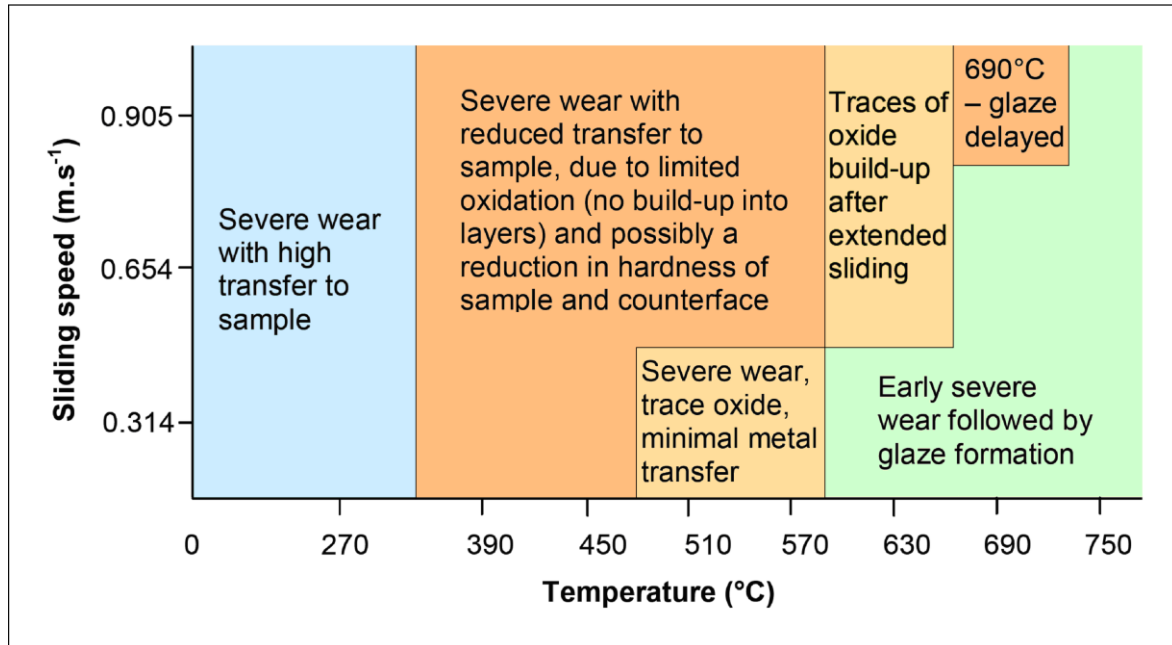 Sliding speed (m.s⁻¹)
0.905
0.654
0.314
Severe wear
with high
transfer to
sample
Severe wear with
reduced transfer to
sample, due to limited
oxidation (no build-up into
layers) and possibly a
reduction in hardness of
sample and counterface
Traces of
oxide
build-up
after
extended
sliding
690°C
– glaze
delayed
Severe wear,
trace oxide,
minimal metal
transfer
Early severe
wear followed by
glaze formation
0 270 390 450 510 570 630 690 750
Temperature (°C)